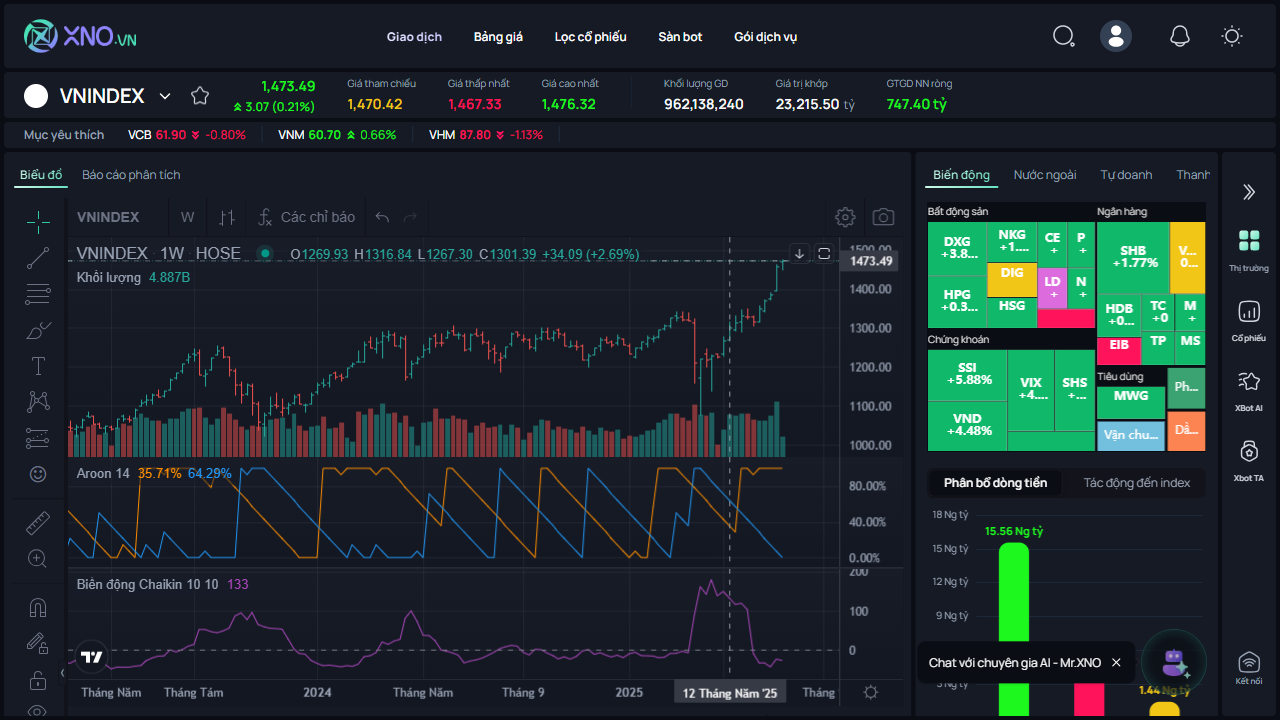 XNO.VN
Giao dịch Bảng giá Lọc cổ phiếu Sàn bot Gói dịch vụ
VNINDEX
1,473.49
3.07 (0.21%)
Giá tham chiếu
1,470.42
Giá thấp nhất
1,467.33
Giá cao nhất
1,476.32
Khối lượng GD
962,138,240
Giá trị khớp
23,215.50 tỷ
GTGD NN ròng
747.40 tỷ
Mục yêu thích VCB 61.90 -0.80% VNM 60.70 0.66% VHM 87.80 -1.13%
Biểu đồ Báo cáo phân tích
VNINDEX W Các chỉ báo
VNINDEX 1W HOSE O1269.93 H1316.84 L1267.30 C1301.39 +34.09 (+2.69%)
Khối lượng 4.887B
1500.00
1473.49
1400.00
1300.00
1200.00
1100.00
1000.00
Aroon 14 35.71% 64.29%
80.00%
40.00%
0.00%
Biên động Chaikin 10 10 133
200
100
0
Tháng Năm Tháng Tám 2024 Tháng Năm Tháng 9 2025 12 Tháng Năm '25 Tháng
Biến động Nước ngoài Tự doanh Thanh
Bất động sản
DXG
+3.8...
NKG
+1....
CE
P
+
DIG
LD
+
N
+
HPG
+0.3...
HSG
Ngân hàng
SHB
+1.77%
V...
0...
HDB
+0...
TC
+0
M
+
EIB
TP
MS
Chứng khoán
SSI
+5.88%
VIX
+4....
SHS
+...
VND
+4.48%
Tiêu dùng
MWG
Ph...
Vận chu...
Dầ...
Phân bổ dòng tiền Tác động đến index
18 Ng tỷ
15.56 Ng tỷ
15 Ng tỷ
12 Ng tỷ
9 Ng tỷ
Chat với chuyên gia AI - Mr.XNO
1.44 Ng tỷ
Thị trường
Cổ phiếu
XBot AI
Xbot TA
Kết nối